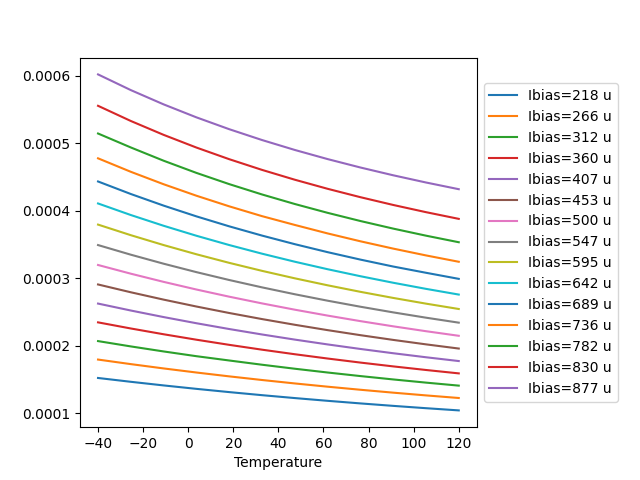 0.0006
0.0005
0.0004
0.0003
0.0002
0.0001
−40
−20
0
20
40
60
80
100
120
Temperature
Ibias=218 u
Ibias=266 u
Ibias=312 u
Ibias=360 u
Ibias=407 u
Ibias=453 u
Ibias=500 u
Ibias=547 u
Ibias=595 u
Ibias=642 u
Ibias=689 u
Ibias=736 u
Ibias=782 u
Ibias=830 u
Ibias=877 u